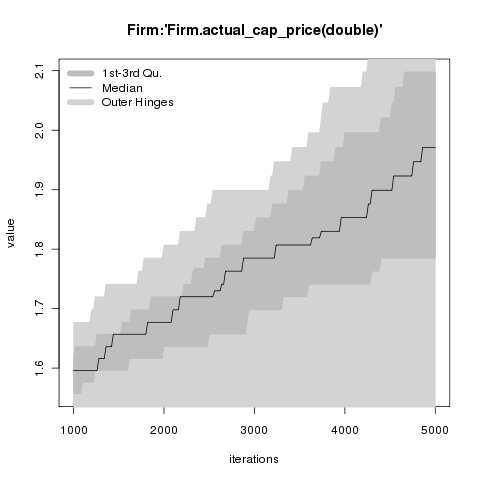 Firm:'Firm.actual_cap_price(double)'
1st-3rd Qu.
Median
Outer Hinges
value
2.1
2.0
1.9
1.8
1.7
1.6
1000 2000 3000 4000 5000
iterations